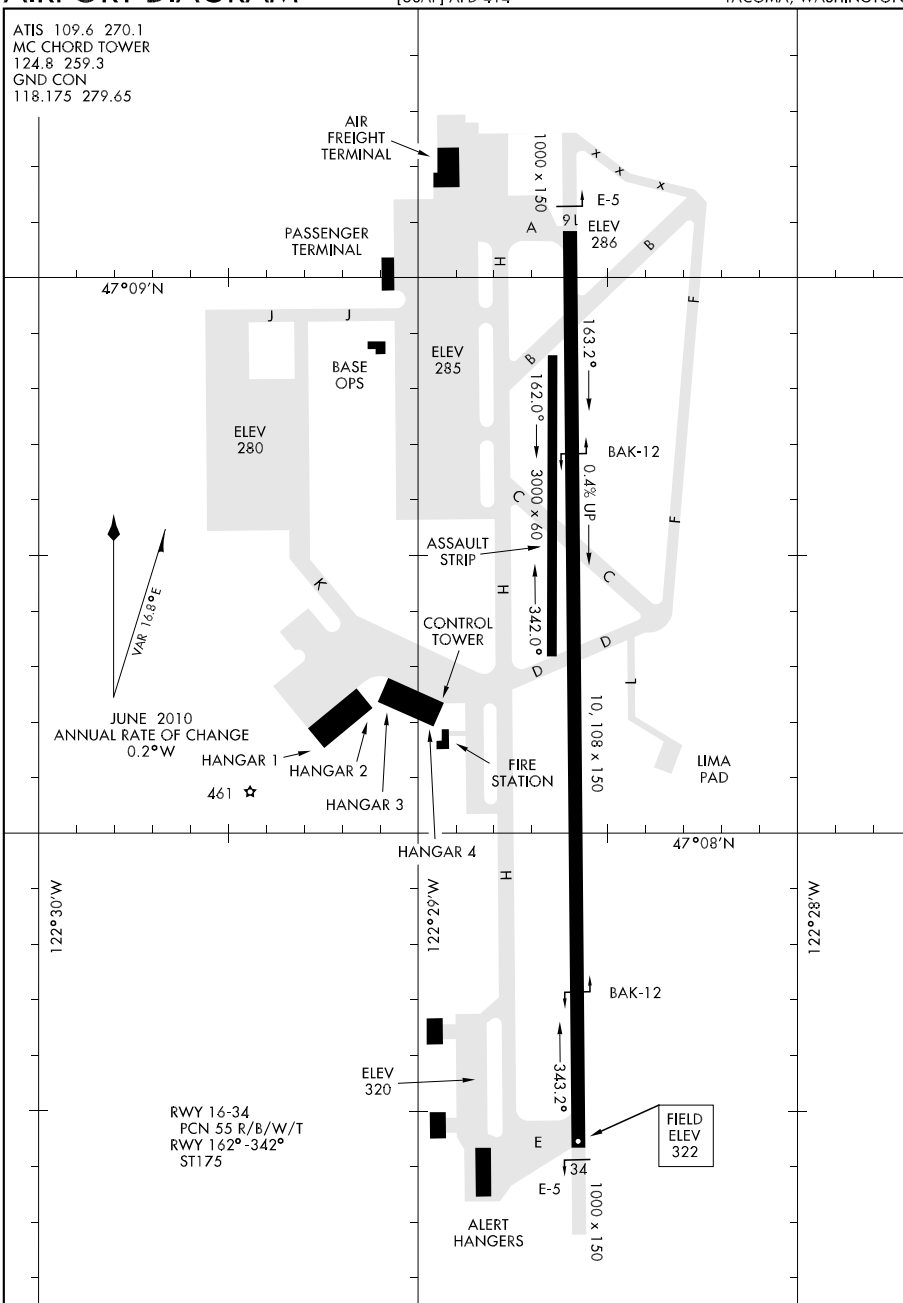 ATIS 109.6 270.1
MC CHORD TOWER
124.8 259.3
GND CON
118.175 279.65
AIR
FREIGHT
TERMINAL
1000 x 150
x
x
x
E-5
16
ELEV
286
A
B
PASSENGER
TERMINAL
H
47°09'N
F
J
J
163.2°
BASE
OPS
ELEV
285
B
162.0°
ELEV
280
BAK-12
0.4% UP
3000 x 60
C
F
ASSAULT
STRIP
VAR 16.8°E
K
H
C
342.0°
CONTROL
TOWER
D
D
L
JUNE 2010
ANNUAL RATE OF CHANGE
0.2°W
10, 108 x 150
HANGAR 1
HANGAR 2
FIRE
STATION
LIMA
PAD
461
HANGAR 3
HANGAR 4
47°08'N
H
122°30'W
122°29'W
122°28'W
BAK-12
343.2°
ELEV
320
RWY 16-34
PCN 55 R/B/W/T
RWY 162°-342°
ST175
FIELD
ELEV
322
E
34
E-5
1000 x 150
ALERT
HANGERS